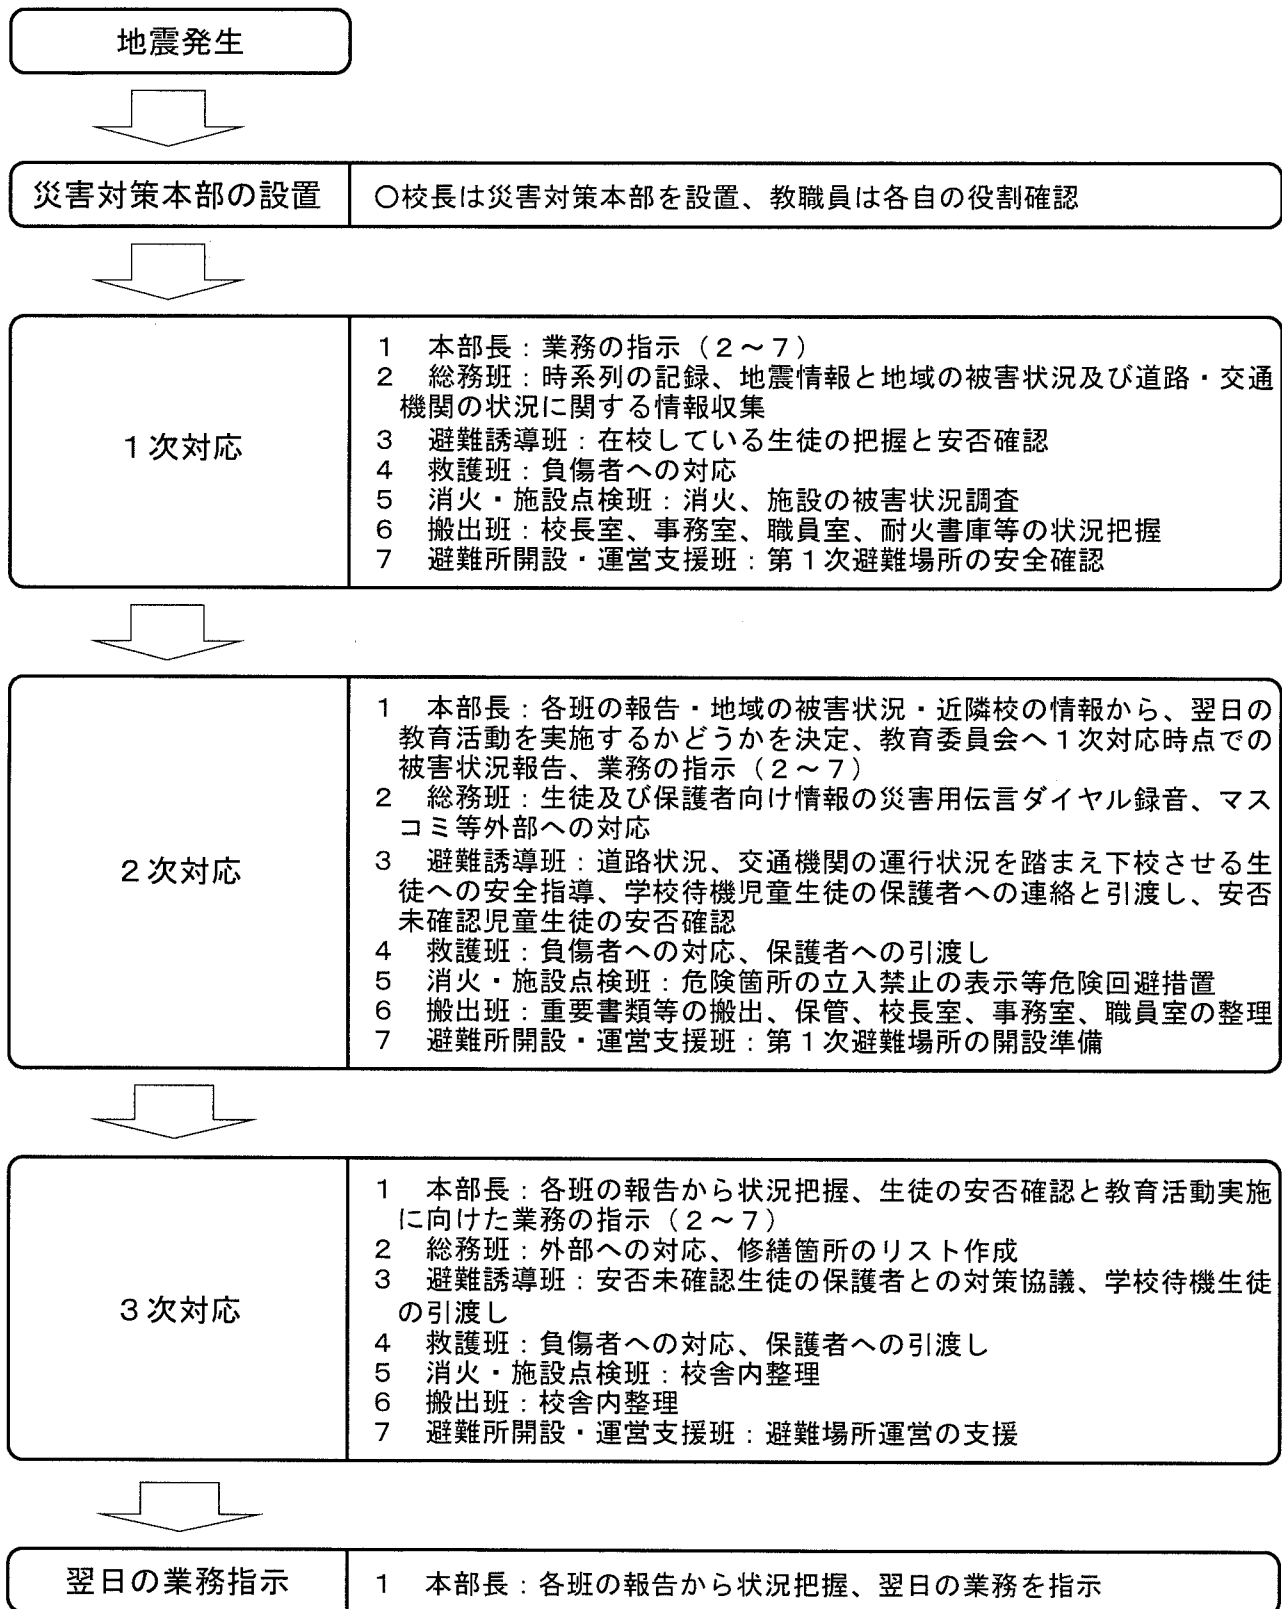 地震発生
災害対策本部の設置
○校長は災害対策本部を設置、教職員は各自の役割確認
1次対応
1　本部長：業務の指示（2～7）
2　総務班：時系列の記録、地震情報と地域の被害状況及び道路・交通
機関の状況に関する情報収集
3　避難誘導班：在校している生徒の把握と安否確認
4　救護班：負傷者への対応
5　消火・施設点検班：消火、施設の被害状況調査
6　搬出班：校長室、事務室、職員室、耐火書庫等の状況把握
7　避難所開設・運営支援班：第1次避難場所の安全確認
2次対応
1　本部長：各班の報告・地域の被害状況・近隣校の情報から、翌日の
教育活動を実施するかどうかを決定、教育委員会へ1次対応時点での
被害状況報告、業務の指示（2～7）
2　総務班：生徒及び保護者向け情報の災害用伝言ダイヤル録音、マス
コミ等外部への対応
3　避難誘導班：道路状況、交通機関の運行状況を踏まえ下校させる生
徒への安全指導、学校待機児童生徒の保護者への連絡と引渡し、安否
未確認児童生徒の安否確認
4　救護班：負傷者への対応、保護者への引渡し
5　消火・施設点検班：危険箇所の立入禁止の表示等危険回避措置
6　搬出班：重要書類等の搬出、保管、校長室、事務室、職員室の整理
7　避難所開設・運営支援班：第1次避難場所の開設準備
3次対応
1　本部長：各班の報告から状況把握、生徒の安否確認と教育活動実施
に向けた業務の指示（2～7）
2　総務班：外部への対応、修繕箇所のリスト作成
3　避難誘導班：安否未確認生徒の保護者との対策協議、学校待機生徒
の引渡し
4　救護班：負傷者への対応、保護者への引渡し
5　消火・施設点検班：校舎内整理
6　搬出班：校舎内整理
7　避難所開設・運営支援班：避難場所運営の支援
翌日の業務指示
1　本部長：各班の報告から状況把握、翌日の業務を指示